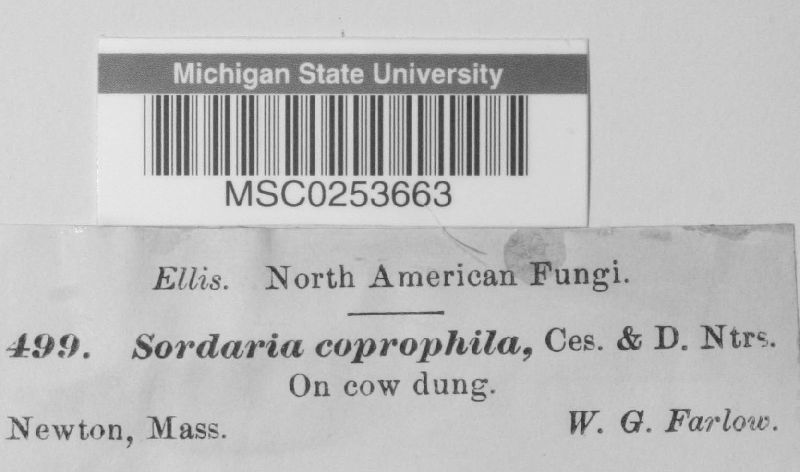 Michigan State University
MSC0253663
Ellis. North American Fungi.
499. Sordaria coprophila, Ces. & D. Ntrs.
On cow dung.
Newton, Mass. W. G. Farlow.